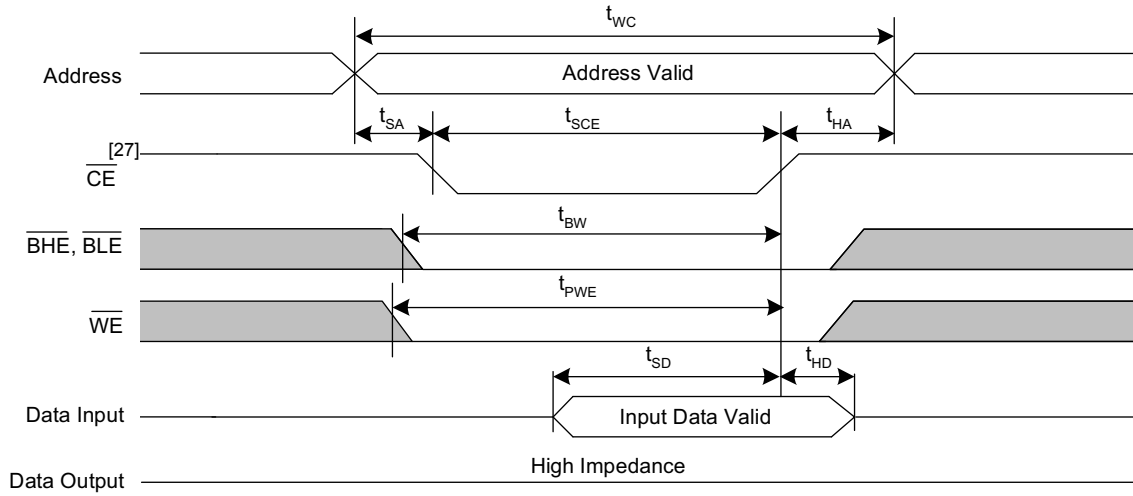 tWC
Address
Address Valid
tSA
tSCE
tHA
[27]
CE
tBW
BHE, BLE
tPWE
WE
tSD
tHD
Data Input
Input Data Valid
High Impedance
Data Output